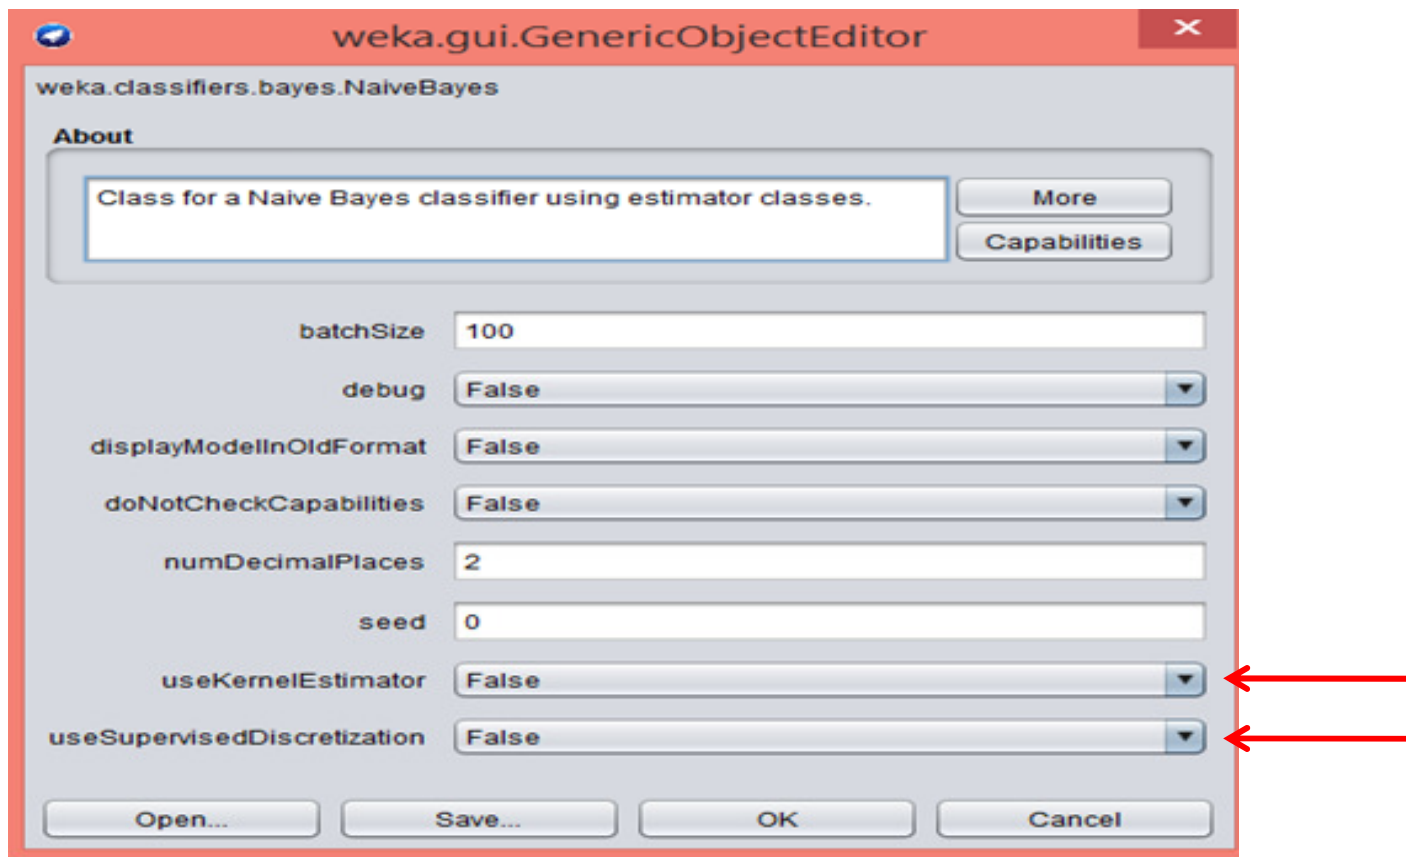 weka.gui.GenericObjectEditor
weka.classifiers.bayes.NaiveBayes
About
Class for a Naive Bayes classifier using estimator classes.
More
Capabilities
batchSize 100
debug False
displayModelInOldFormat False
doNotCheckCapabilities False
numDecimalPlaces 2
seed 0
useKernelEstimator False
useSupervisedDiscretization False
Open... Save... OK Cancel